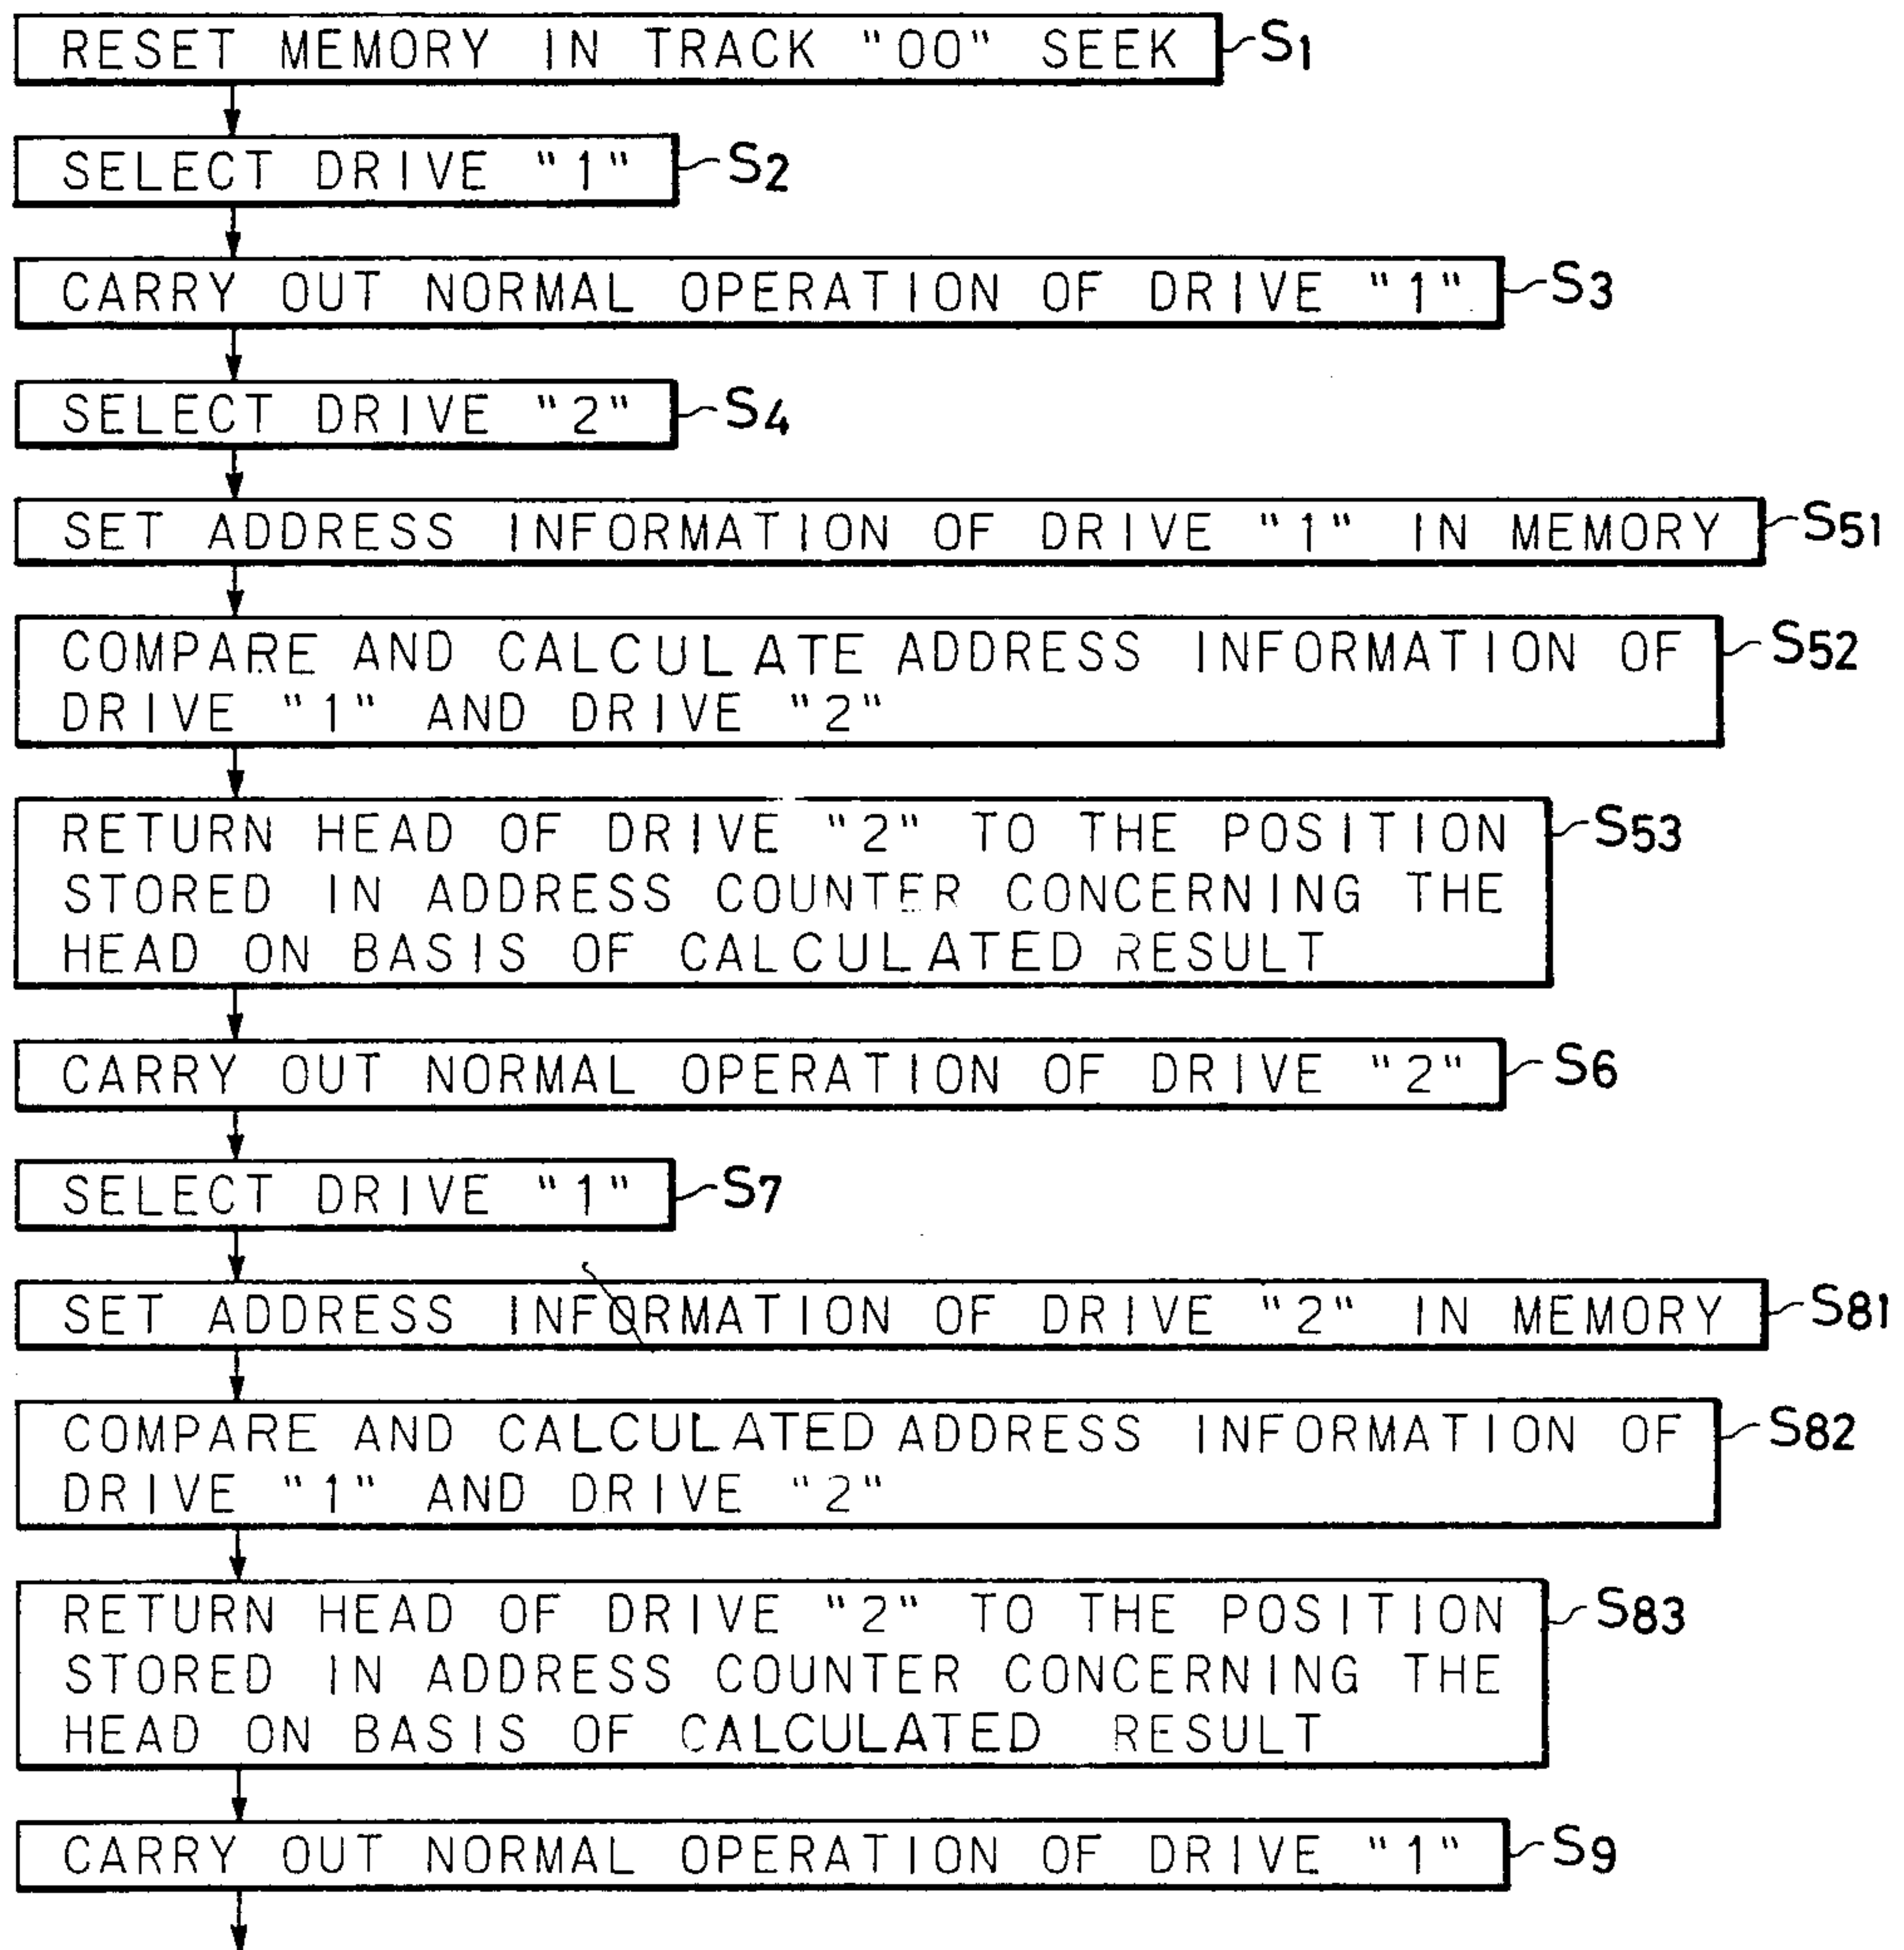 RESET MEMORY IN TRACK "00" SEEK S1
SELECT DRIVE "1" S2
CARRY OUT NORMAL OPERATION OF DRIVE "1" S3
SELECT DRIVE "2" S4
SET ADDRESS INFORMATION OF DRIVE "1" IN MEMORY S51
COMPARE AND CALCULATE ADDRESS INFORMATION OF S52
DRIVE "1" AND DRIVE "2"
RETURN HEAD OF DRIVE "2" TO THE POSITION S53
STORED IN ADDRESS COUNTER CONCERNING THE
HEAD ON BASIS OF CALCULATED RESULT
CARRY OUT NORMAL OPERATION OF DRIVE "2" S6
SELECT DRIVE "1" S7
SET ADDRESS INFORMATION OF DRIVE "2" IN MEMORY S81
COMPARE AND CALCULATED ADDRESS INFORMATION OF S82
DRIVE "1" AND DRIVE "2"
RETURN HEAD OF DRIVE "2" TO THE POSITION S83
STORED IN ADDRESS COUNTER CONCERNING THE
HEAD ON BASIS OF CALCULATED RESULT
CARRY OUT NORMAL OPERATION OF DRIVE "1" S9